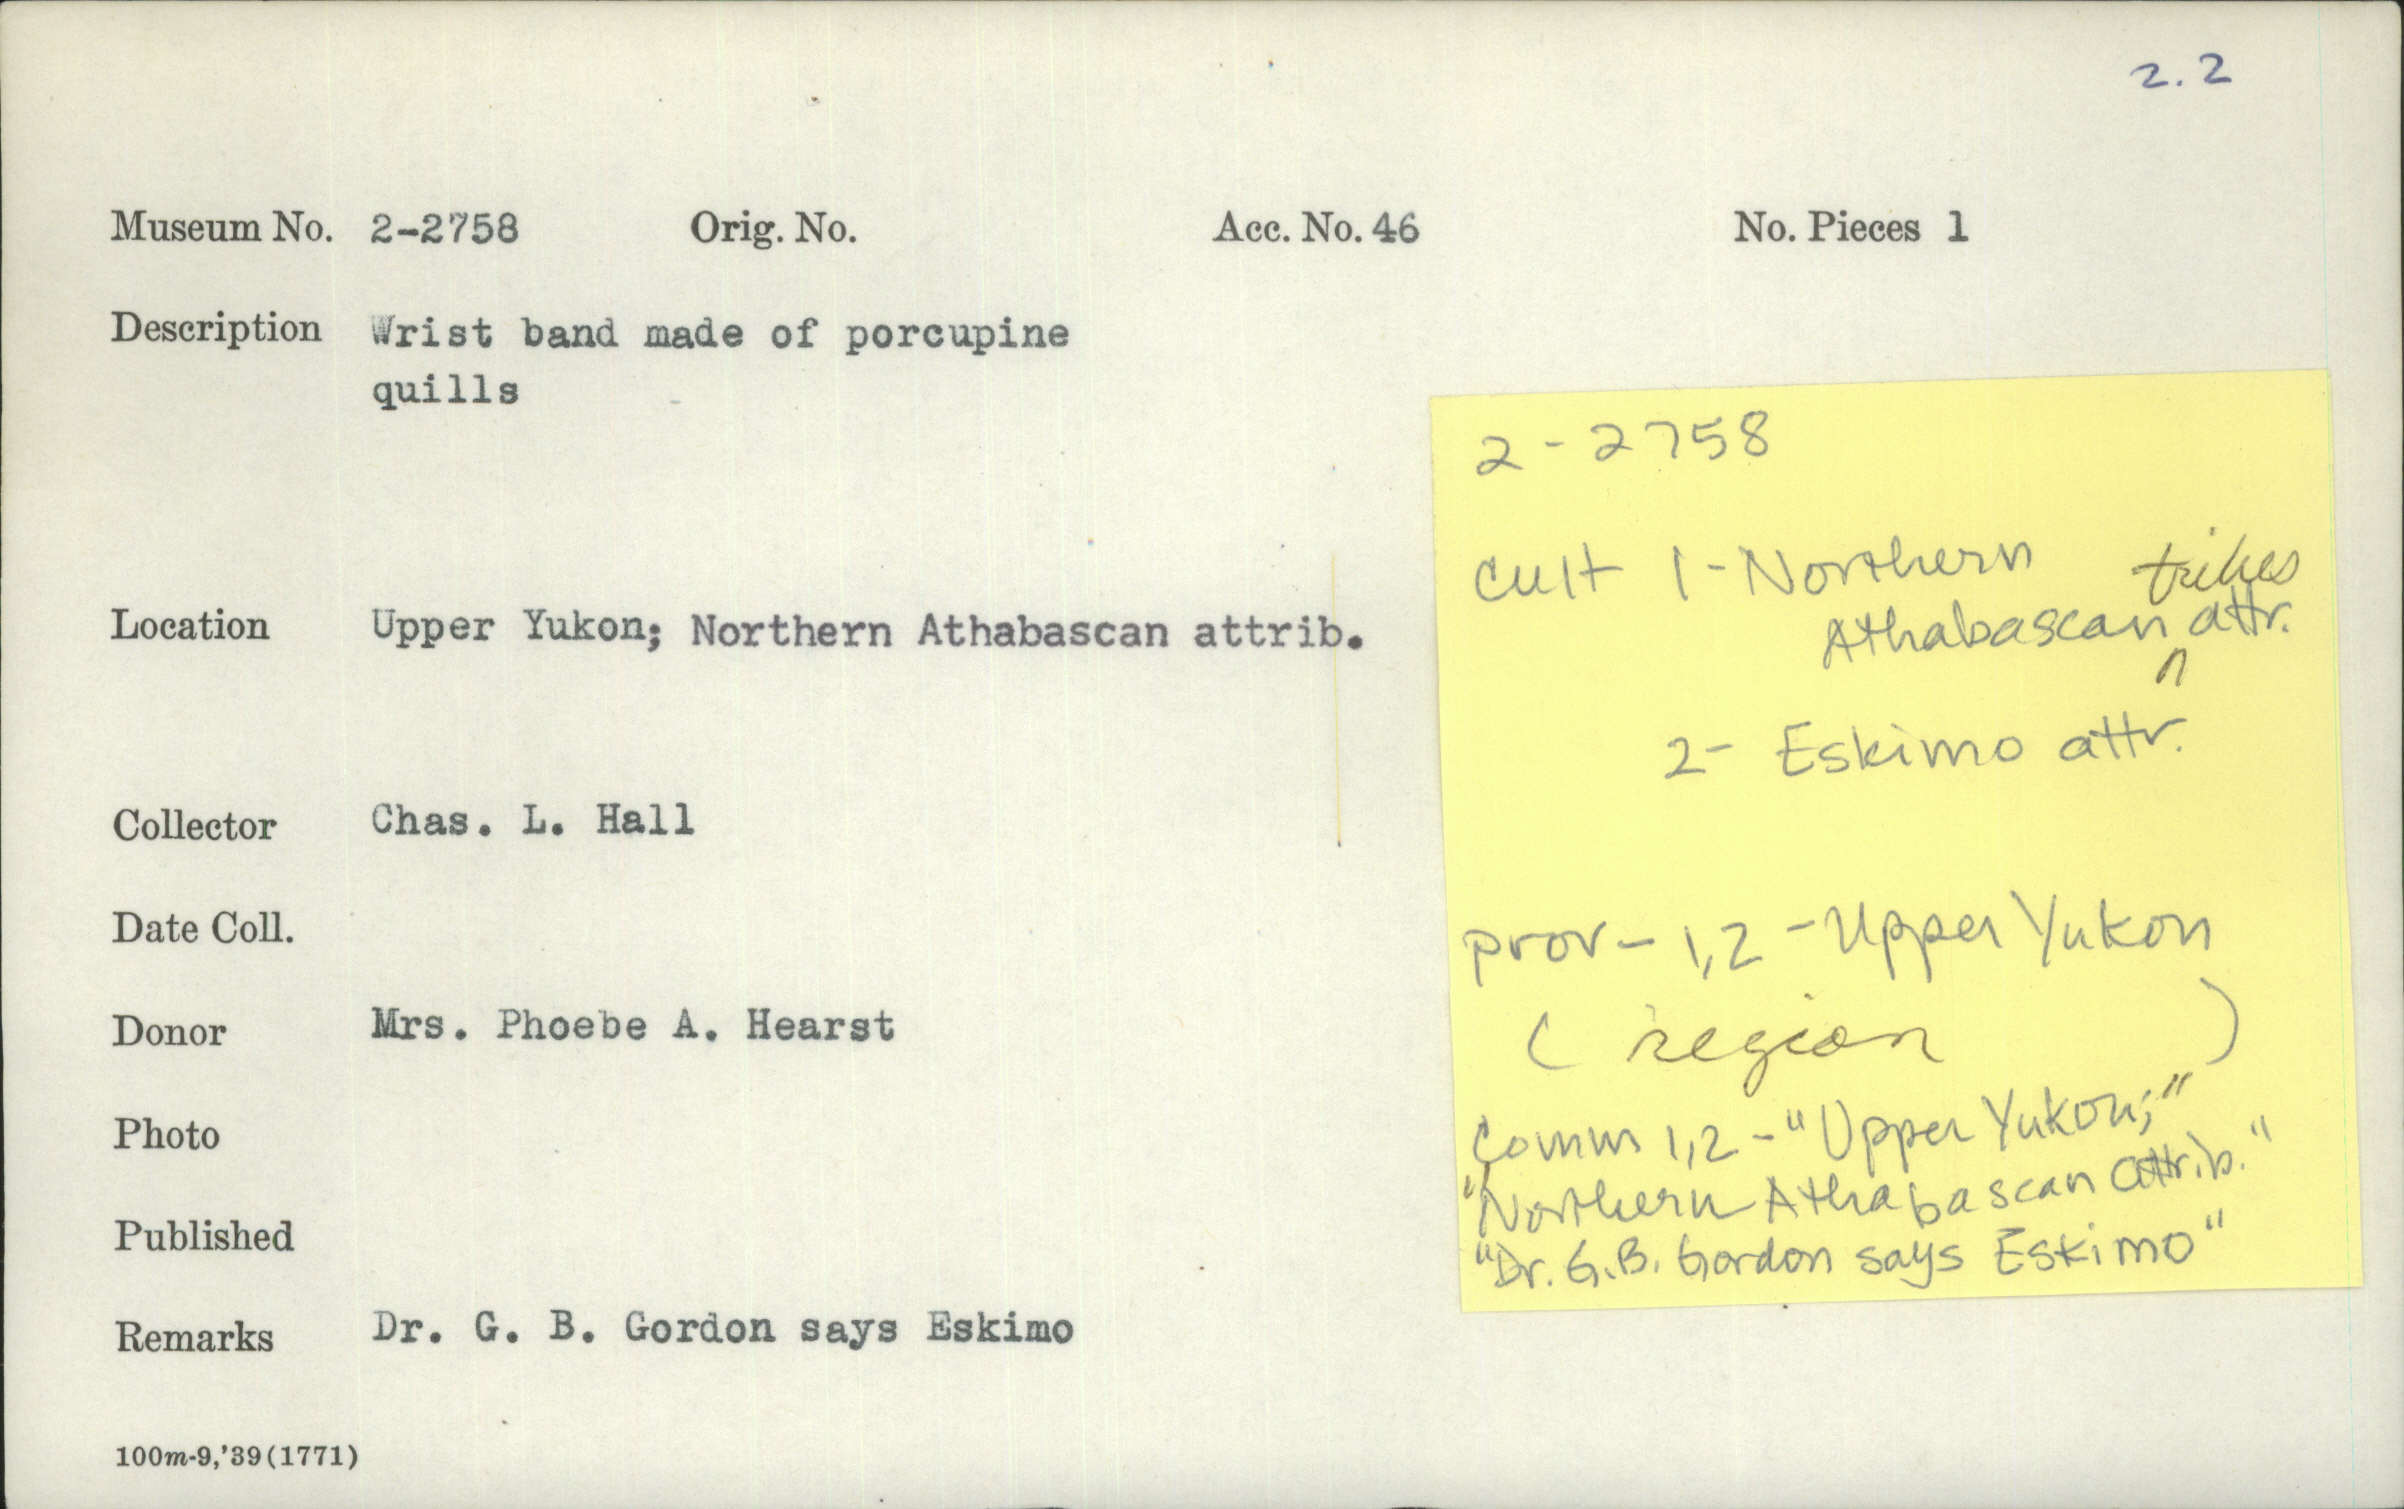 2.2
Museum No. 2-2758 Orig. No. Acc. No. 46 No. Pieces 1
Description Wrist band made of porcupine
quills
Location Upper Yukon; Northern Athabascan attrib.
Collector Chas. L. Hall
Date Coll.
Donor Mrs. Phoebe A. Hearst
Photo
Published
Remarks Dr. G. B. Gordon says Eskimo
100m-9,'39(1771)
2-2758
Cult 1-Northern
Athabascan tribes attr.
2- Eskimo attr.
prov- 1,2 - Upper Yukon
( region )
Comm 1,2 - "Upper Yukon;"
"Northern Athabascan attrib."
"Dr. G.B. Gordon says Eskimo"